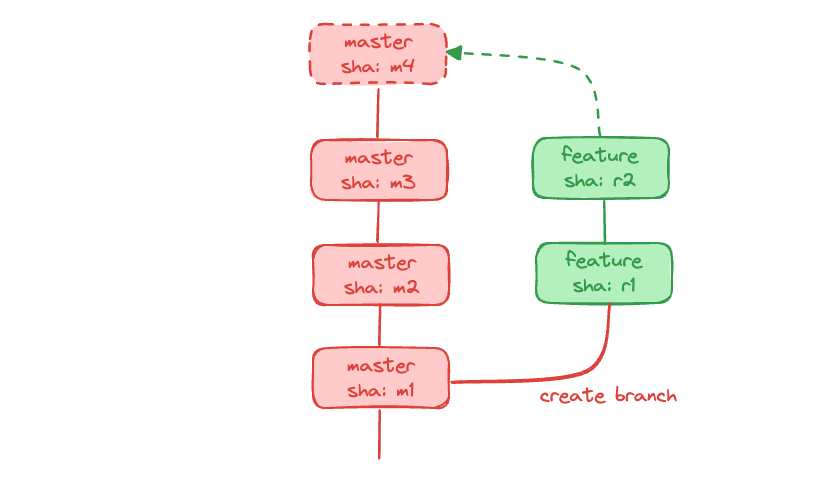 master
sha: m4
master
sha: m3
feature
sha: r2
master
sha: m2
feature
sha: r1
master
sha: m1
create branch